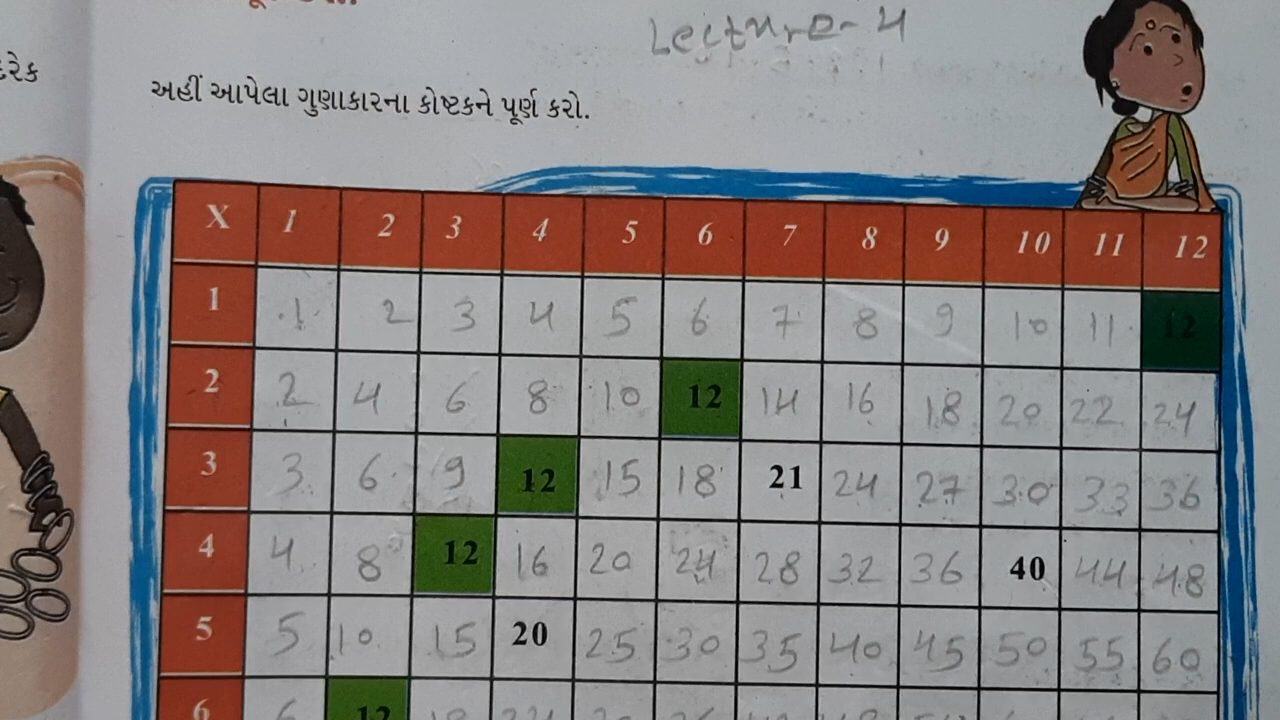 Lecture-4
દરેક
અહીં આપેલા ગુણાકારના કોષ્ટકને પૂર્ણ કરો.
X 1 2 3 4 5 6 7 8 9 10 11 12
1 1 2 3 4 5 6 7 8 9 10 11 12
2 2 4 6 8 10 12 14 16 18 20 22 24
3 3 6 9 12 15 18 21 24 27 30 33 36
4 4 8 12 16 20 24 28 32 36 40 44 48
5 5 10 15 20 25 30 35 40 45 50 55 60
6 6 12